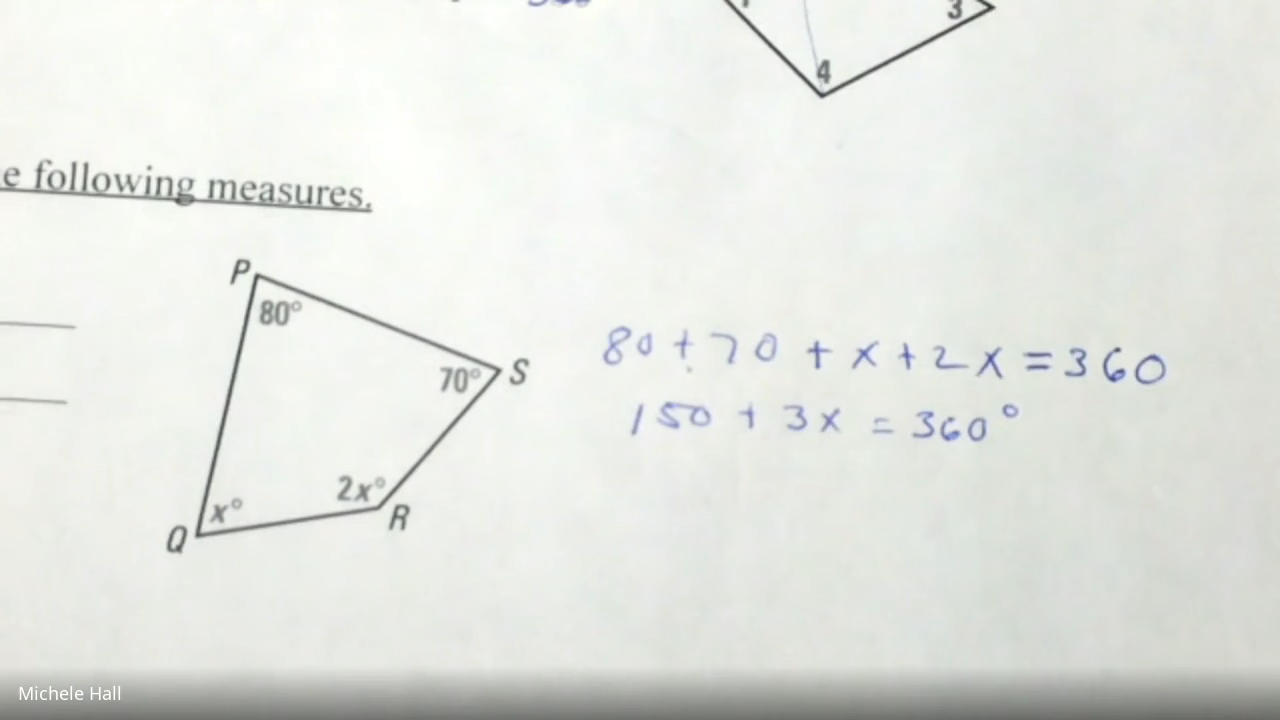 3
4
e following measures.
P
80°
70° S
2x°
x°
R
Q
80 + 70 + x + 2x = 360
150 + 3x = 360°
Michele Hall